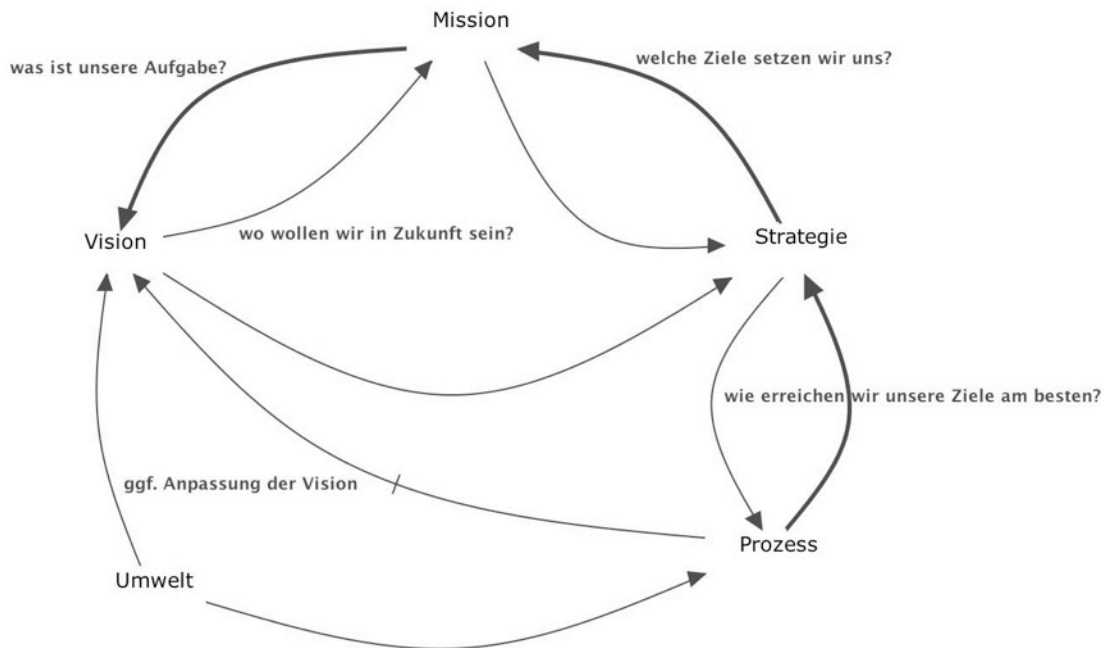 Mission
was ist unsere Aufgabe?
welche Ziele setzen wir uns?
Vision
wo wollen wir in Zukunft sein?
Strategie
wie erreichen wir unsere Ziele am besten?
ggf. Anpassung der Vision
Prozess
Umwelt